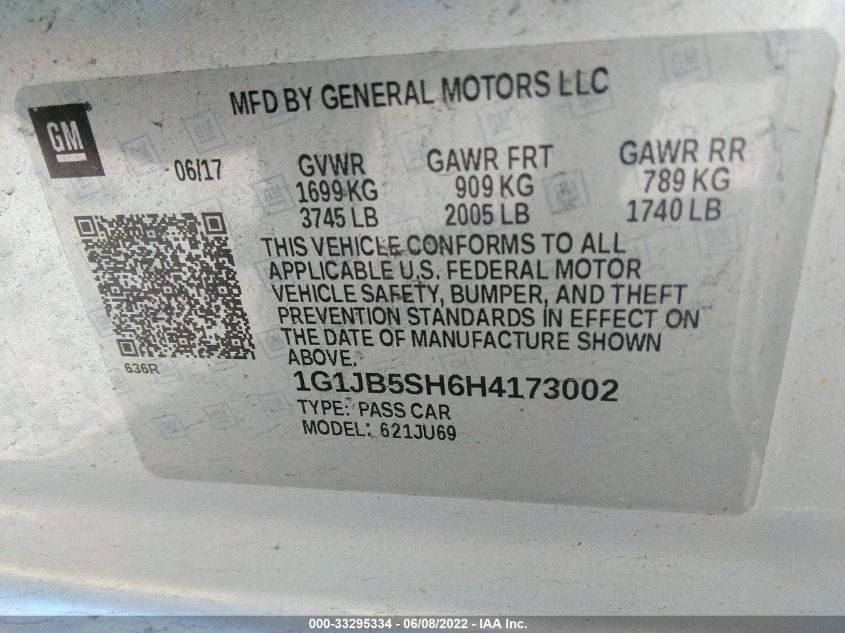 MFD BY GENERAL MOTORS LLC
GM
06/17 GVWR GAWR FRT GAWR RR
1699 KG 909 KG 789 KG
3745 LB 2005 LB 1740 LB
THIS VEHICLE CONFORMS TO ALL
APPLICABLE U.S. FEDERAL MOTOR
VEHICLE SAFETY, BUMPER, AND THEFT
PREVENTION STANDARDS IN EFFECT ON
THE DATE OF MANUFACTURE SHOWN
ABOVE.
636R
1G1JB5SH6H4173002
TYPE: PASS CAR
MODEL: 621JU69
000-33295334 - 06/08/2022 - IAA Inc.